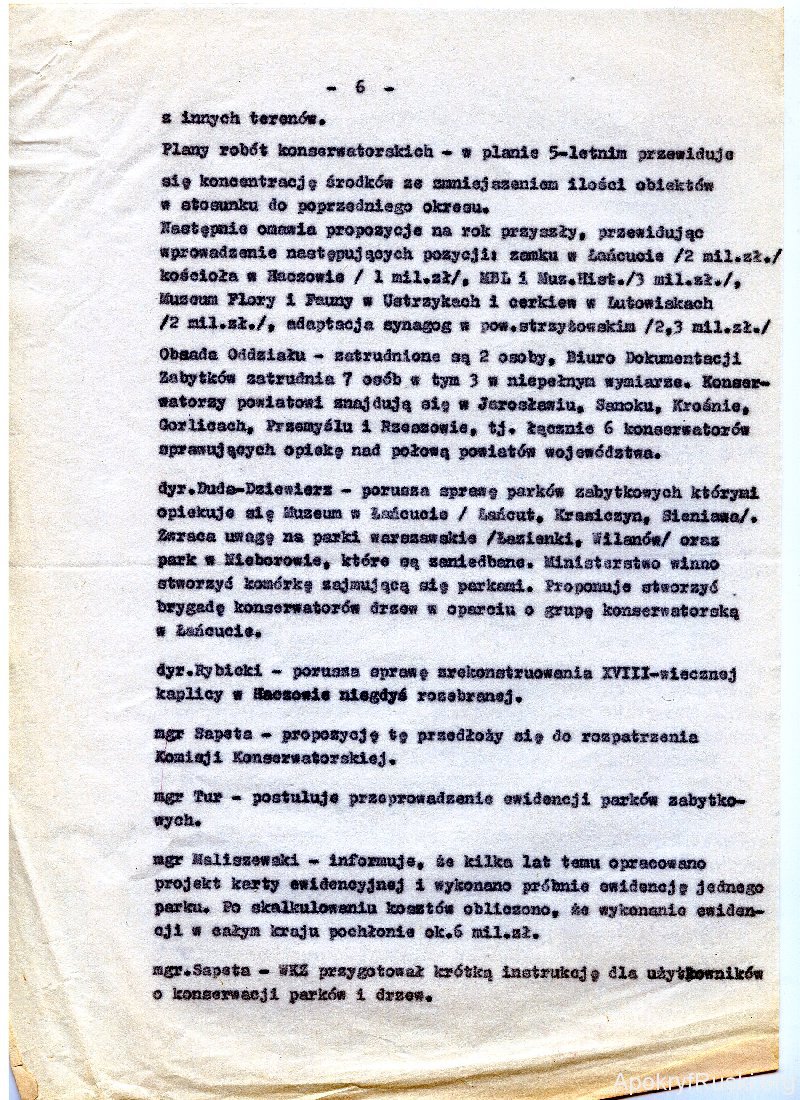 - 6 -
z innych terenów.
Plany robót konserwatorskich - w planie 5-letnim przewiduje
się koncentrację środków ze zmniejszeniem ilości obiektów
w stosunku do poprzedniego okresu.
Następnie omawia propozycje na rok przyszły, przewidując
wprowadzenie następujących pozycji: zamku w Łańcucie /2 mil.zł./
kościoła w Haczowie / 1 mil.zł/, MBL i Muz.Hist./3 mil.zł./,
Muzeum Flory i Fauny w Ustrzykach i cerkiew w Lutowiskach
/2 mil.zł./, adaptacja synagog w pow.strzyżowskim /2,3 mil.zł./
Obsada Oddziału - zatrudnione są 2 osoby, Biuro Dokumentacji
Zabytków zatrudnia 7 osób w tym 3 w niepełnym wymiarze. Konser-
watorzy powiatowi znajdują się w Jarosławiu, Sanoku, Krośnie,
Gorlicach, Przemyślu i Rzeszowie, tj. łącznie 6 konserwatorów
sprawujących opiekę nad połową powiatów województwa.
dyr.Duda-Dziewierz - porusza sprawę parków zabytkowych którymi
opiekuje się Muzeum w Łańcucie / Łańcut, Krasiczyn, Sieniawa/.
Zwraca uwagę na parki warszawskie /Łazienki, Wilanów/ oraz
park w Nieborowie, które są zaniedbane. Ministerstwo winno
stworzyć komórkę zajmującą się parkami. Proponuje stworzyć
brygadę konserwatorów drzew w oparciu o grupę konserwatorską
w Łańcucie.
dyr.Rybicki - porusza sprawę zrekonstruowania XVIII-wiecznej
kaplicy w Haczowie niegdyś rozebranej.
mgr Sapeta - propozycję tę przedłoży się do rozpatrzenia
Komisji Konserwatorskiej.
mgr Tur - postuluje przeprowadzenie ewidencji parków zabytko-
wych.
mgr Maliszewski - informuje, że kilka lat temu opracowano
projekt karty ewidencyjnej i wykonano próbnie ewidencję jednego
parku. Po skalkulowaniu kosztów obliczono, że wykonanie ewiden-
cji w całym kraju pochłonie ok.6 mil.zł.
mgr.Sapeta - WKZ przygotował krótką instrukcję dla użytkowników
o konserwacji parków i drzew.